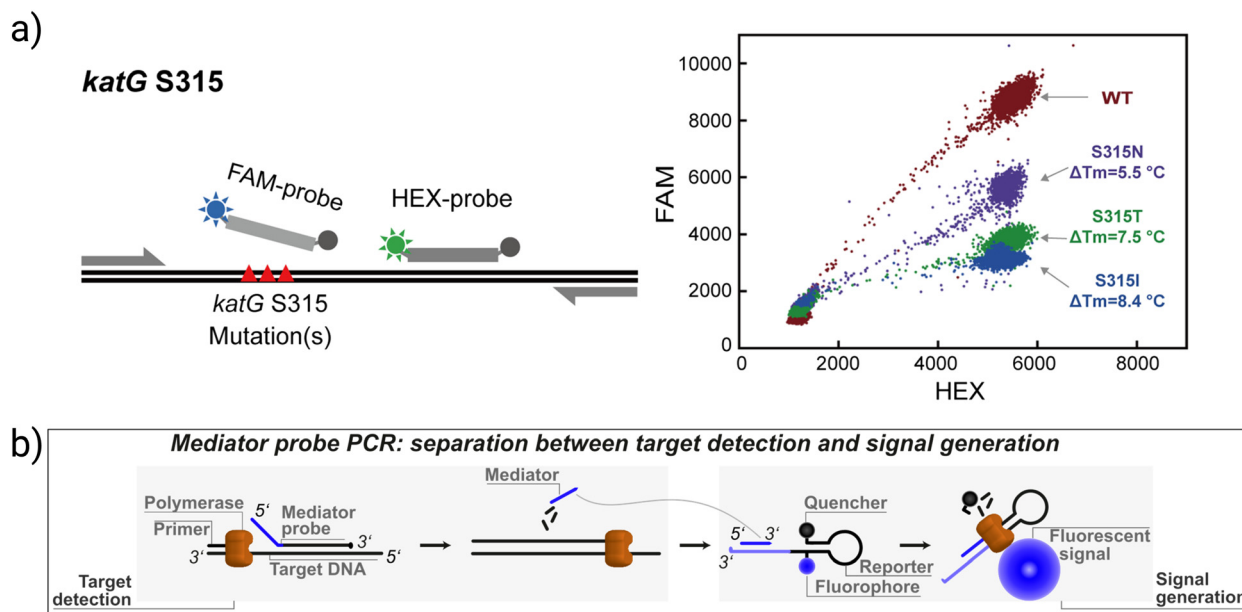 a)
katG S315
FAM-probe
HEX-probe
katG S315
Mutation(s)
FAM
10000
8000
6000
4000
2000
0
0 2000 4000 6000 8000
HEX
WT
S315N
ΔTm=5.5 °C
S315T
ΔTm=7.5 °C
S315I
ΔTm=8.4 °C
b)
Mediator probe PCR: separation between target detection and signal generation
Polymerase
Primer
5‘
Mediator
probe
3‘
3‘
5‘
Target DNA
Target
detection
Mediator
Quencher
5‘ 3‘
3‘
Reporter
Fluorophore
Fluorescent
signal
Signal
generation